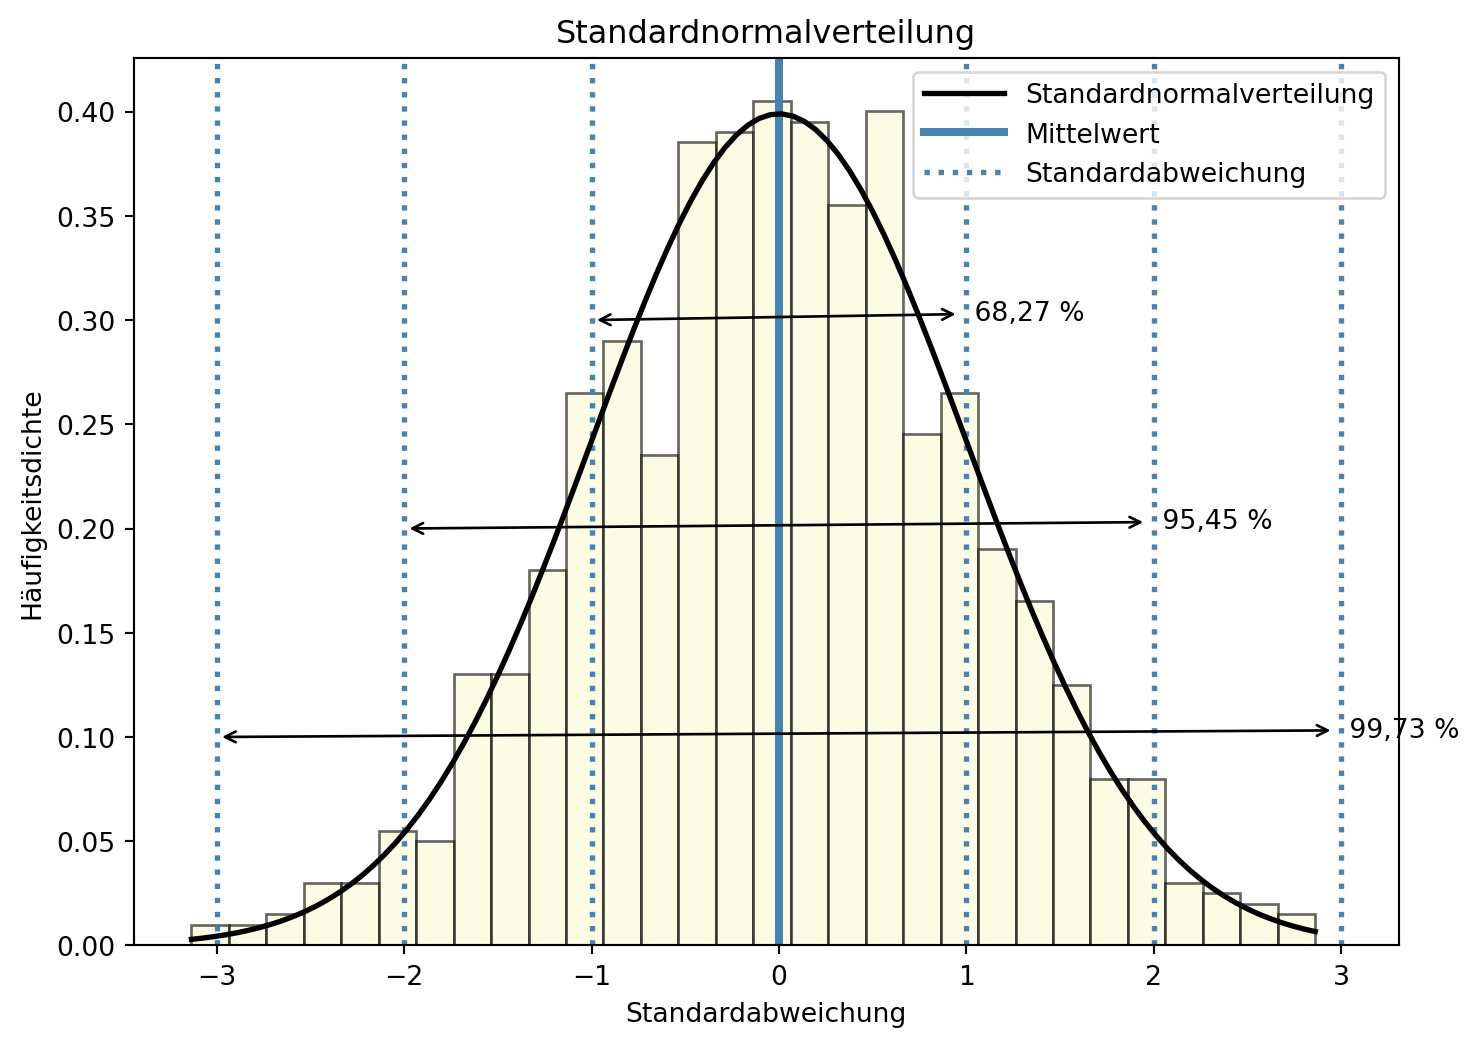 Standardnormalverteilung
Standardnormalverteilung
Mittelwert
Standardabweichung
0.40
0.35
0.30
0.25
0.20
0.15
0.10
0.05
0.00
Häufigkeitsdichte
68,27 %
95,45 %
99,73 %
−3 −2 −1 0 1 2 3
Standardabweichung